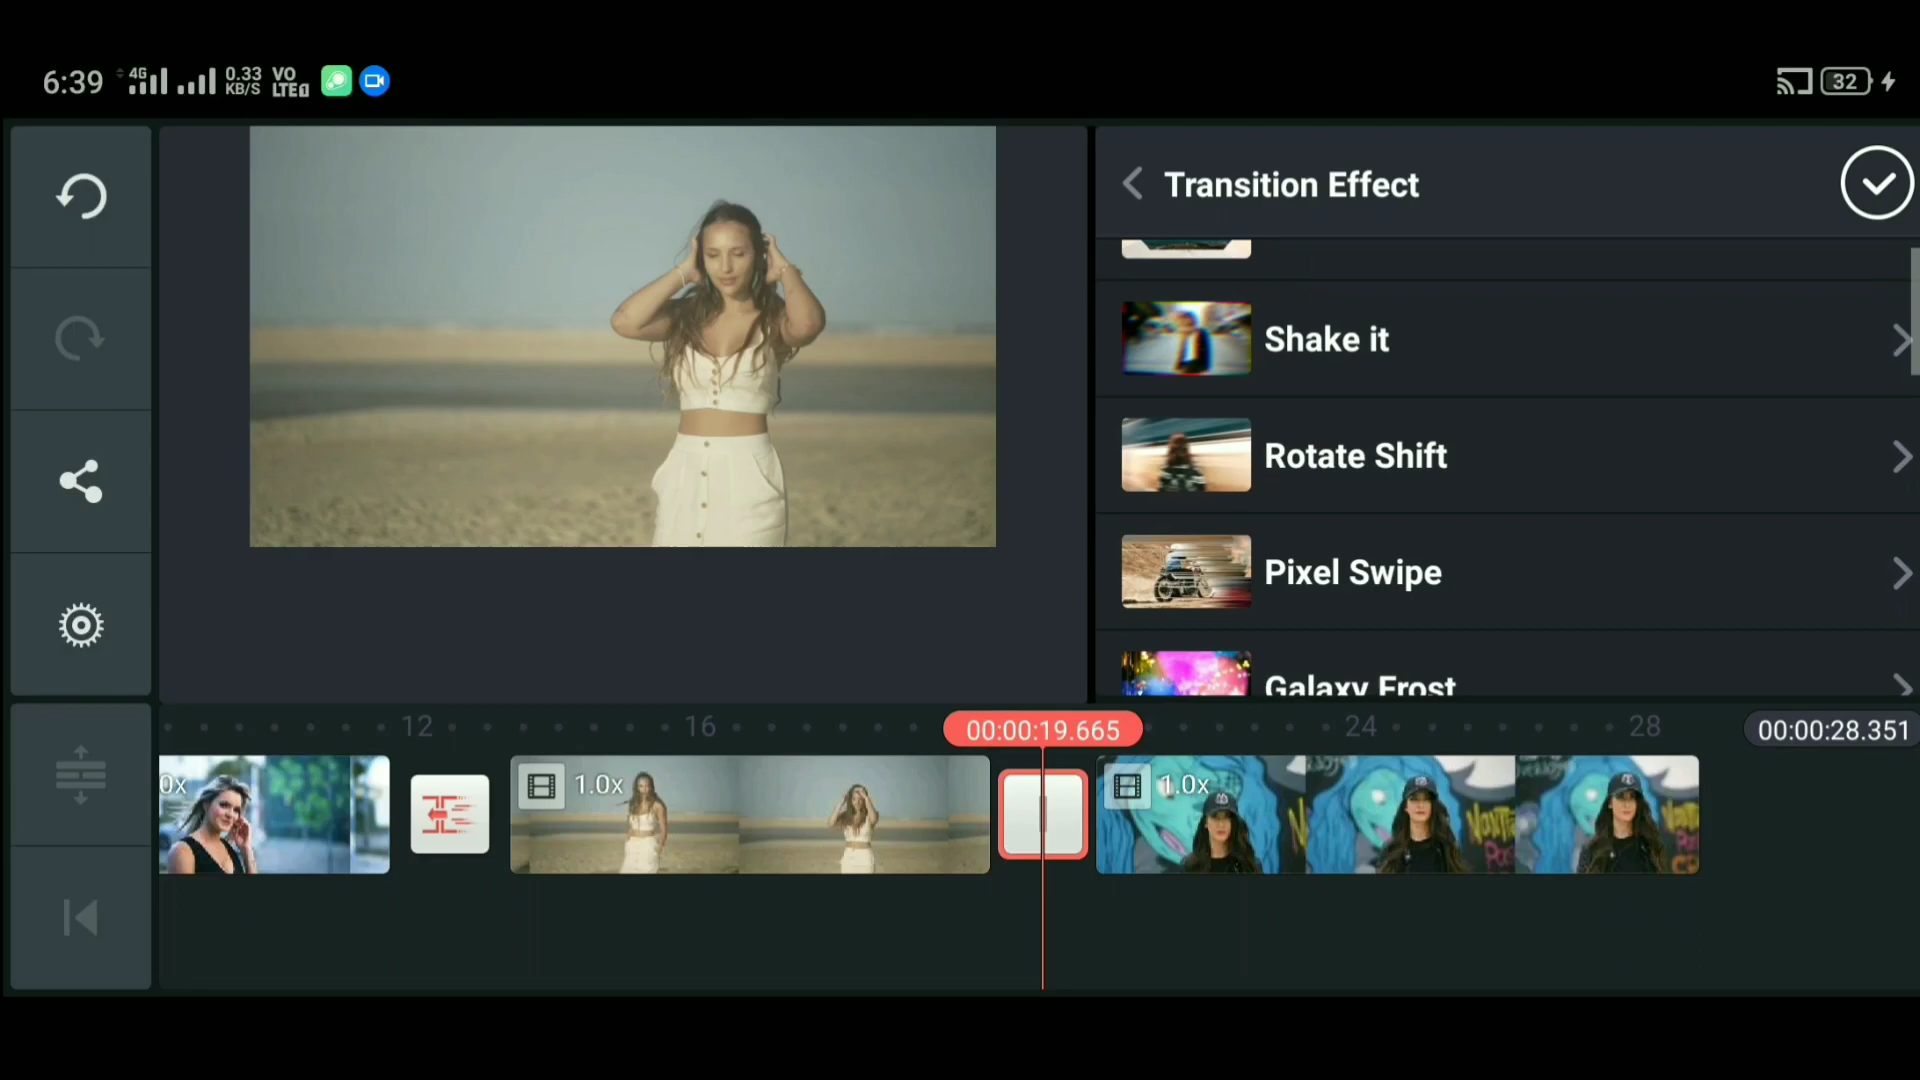 6:39 4G 0.33 KB/S VO LTE1 32
Transition Effect
Shake it
Rotate Shift
Pixel Swipe
Galaxy Frost
12 16 00:00:19.665 24 28 00:00:28.351
0x 1.0x 1.0x